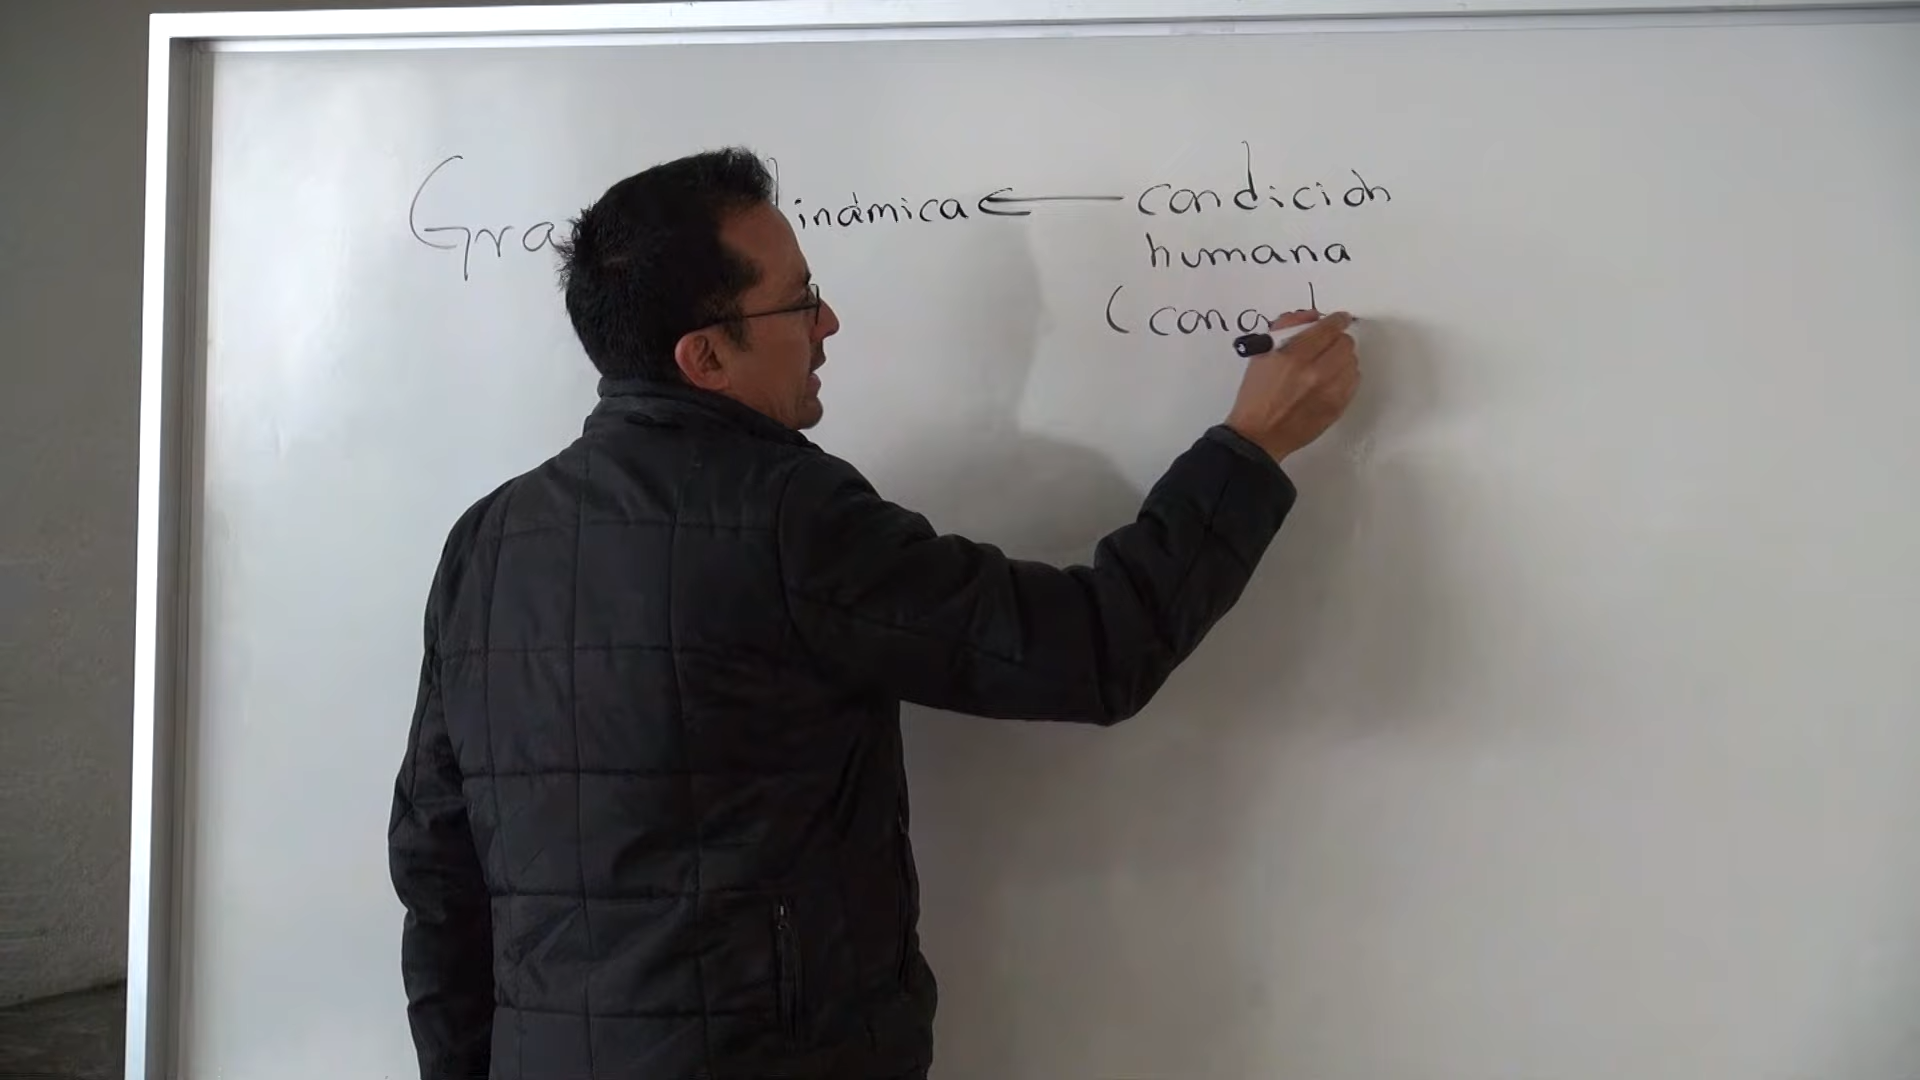 Gra inámica ← condición
humana
(